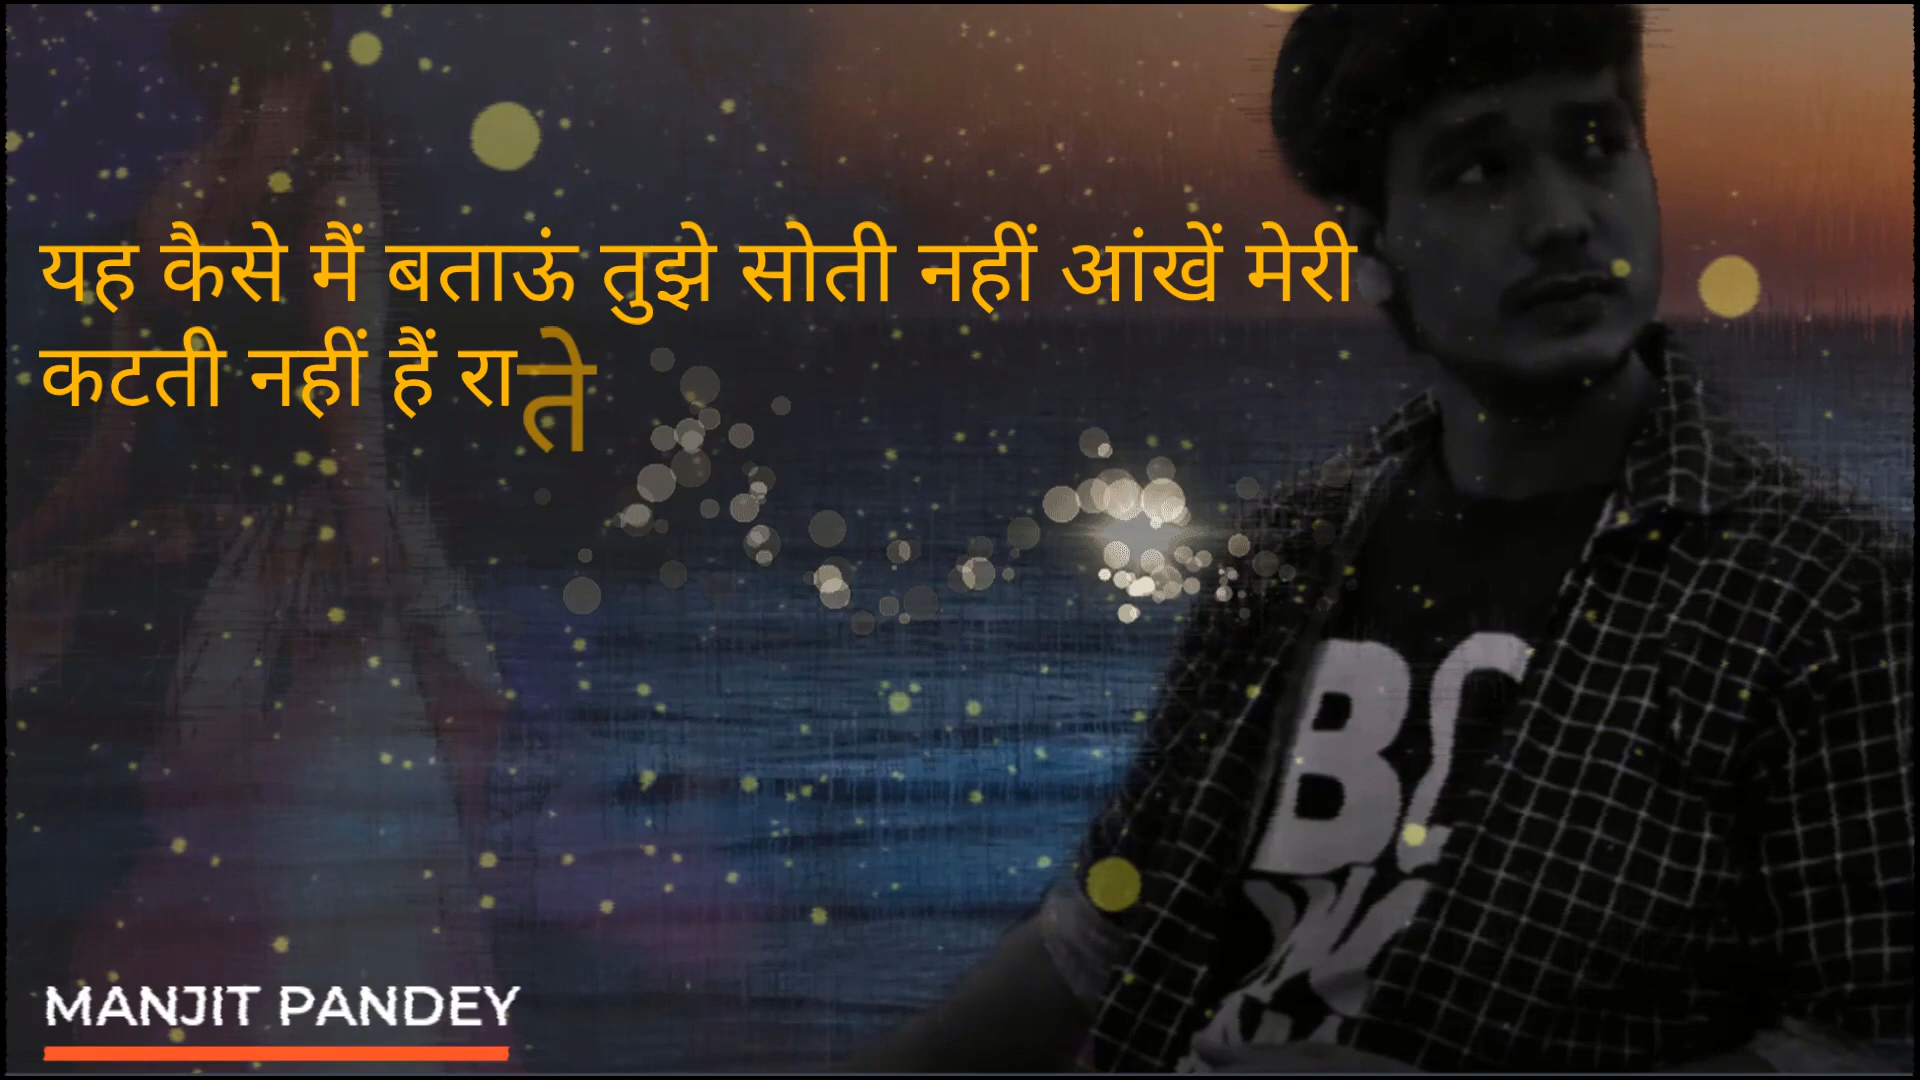 यह कैसे मैं बताऊं तुझे सोती नहीं आंखें मेरी
कटती नहीं हैं राते
MANJIT PANDEY